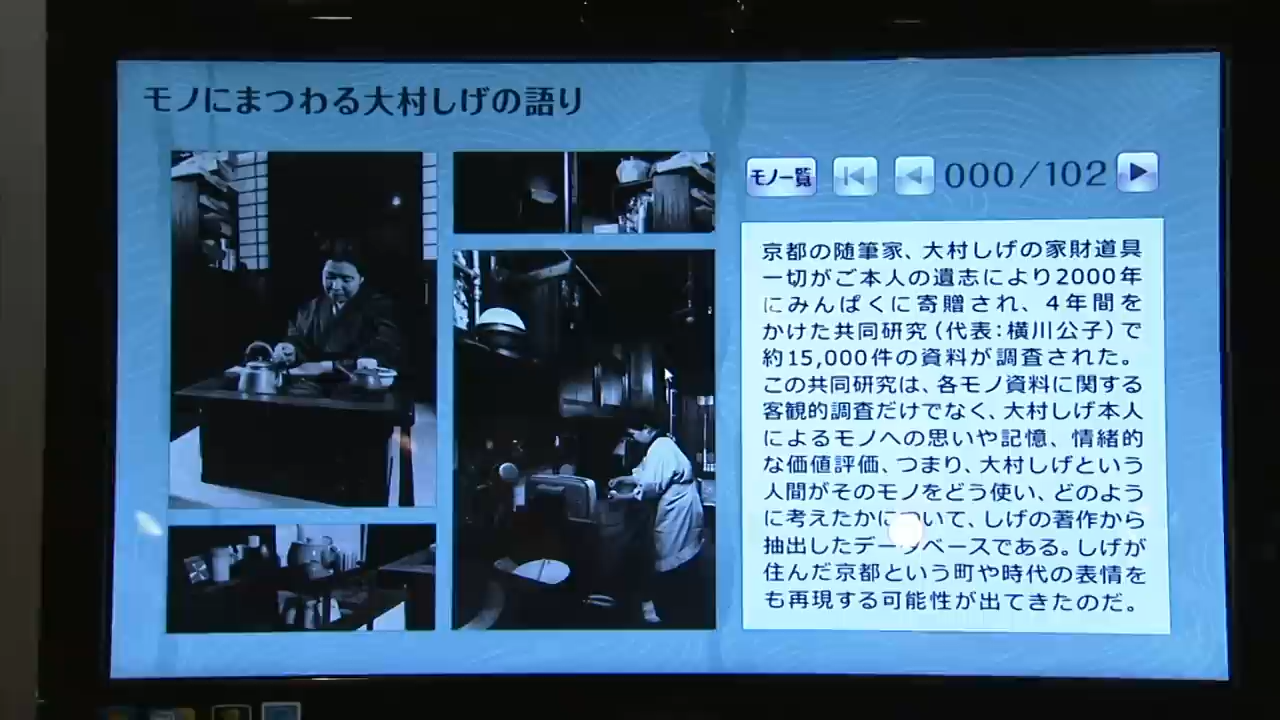 モノにまつわる大村しげの語り
モノ一覧
000/102
京都の随筆家、大村しげの家財道具
一切がご本人の遺志により2000年
にみんぱくに寄贈され、4年間を
かけた共同研究(代表:横川公子)で
約15,000件の資料が調査された。
この共同研究は、各モノ資料に関する
客観的調査だけでなく、大村しげ本人
によるモノへの思いや記憶、情緒的
な価値評価、つまり、大村しげという
人間がそのモノをどう使い、どのよう
に考えたかについて、しげの著作から
抽出したデータベースである。しげが
住んだ京都という町や時代の表情を
も再現する可能性が出てきたのだ。